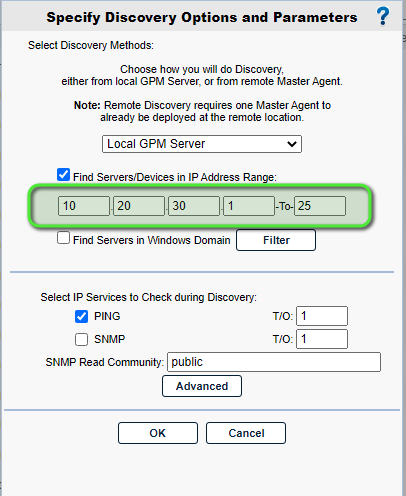 Specify Discovery Options and Parameters ?
Select Discovery Methods:
Choose how you will do Discovery,
either from local GPM Server, or from remote Master Agent.
Note: Remote Discovery requires one Master Agent to
already be deployed at the remote location.
Local GPM Server
Find Servers/Devices in IP Address Range:
10 . 20 . 30 . 1 -To- 25
Find Servers in Windows Domain Filter
Select IP Services to Check during Discovery:
PING T/O: 1
SNMP T/O: 1
SNMP Read Community: public
Advanced
OK Cancel